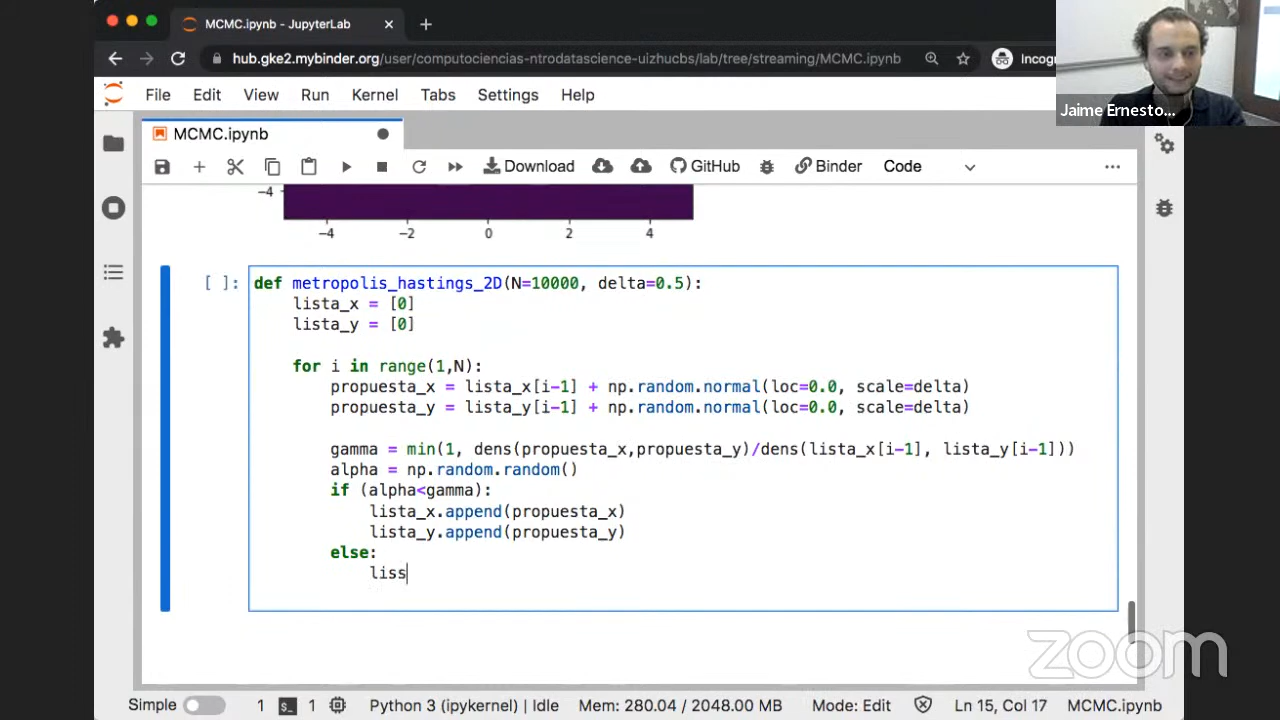 MCMC.ipynb - JupyterLab
hub.gke2.mybinder.org/user/computociencias-ntrodatascience-uizhucbs/lab/tree/streaming/MCMC.ipynb
Incog
Jaime Ernesto...
File Edit View Run Kernel Tabs Settings Help
MCMC.ipynb
Download GitHub Binder Code
−4
−4 −2 0 2 4
[ ]: def metropolis_hastings_2D(N=10000, delta=0.5):
lista_x = [0]
lista_y = [0]
for i in range(1,N):
propuesta_x = lista_x[i-1] + np.random.normal(loc=0.0, scale=delta)
propuesta_y = lista_y[i-1] + np.random.normal(loc=0.0, scale=delta)
gamma = min(1, dens(propuesta_x,propuesta_y)/dens(lista_x[i-1], lista_y[i-1]))
alpha = np.random.random()
if (alpha<gamma):
lista_x.append(propuesta_x)
lista_y.append(propuesta_y)
else:
liss
zoom
Simple 1 1 Python 3 (ipykernel) | Idle Mem: 280.04 / 2048.00 MB Mode: Edit Ln 15, Col 17 MCMC.ipynb